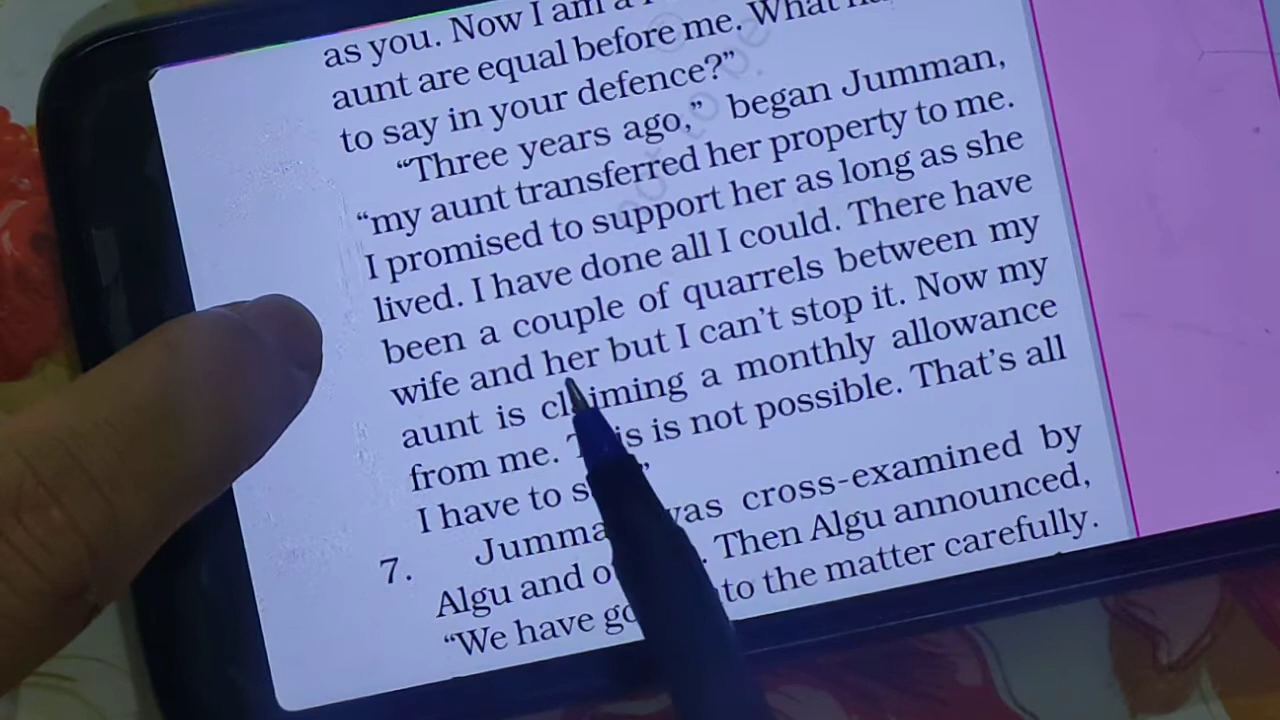 as you. Now I am a
aunt are equal before me. What
to say in your defence?”
“Three years ago,” began Jumman,
“my aunt transferred her property to me.
I promised to support her as long as she
lived. I have done all I could. There have
been a couple of quarrels between my
wife and her but I can’t stop it. Now my
aunt is claiming a monthly allowance
from me. This is not possible. That’s all
I have to
7. Jumma was cross-examined by
Algu and Then Algu announced,
“We have to the matter carefully.